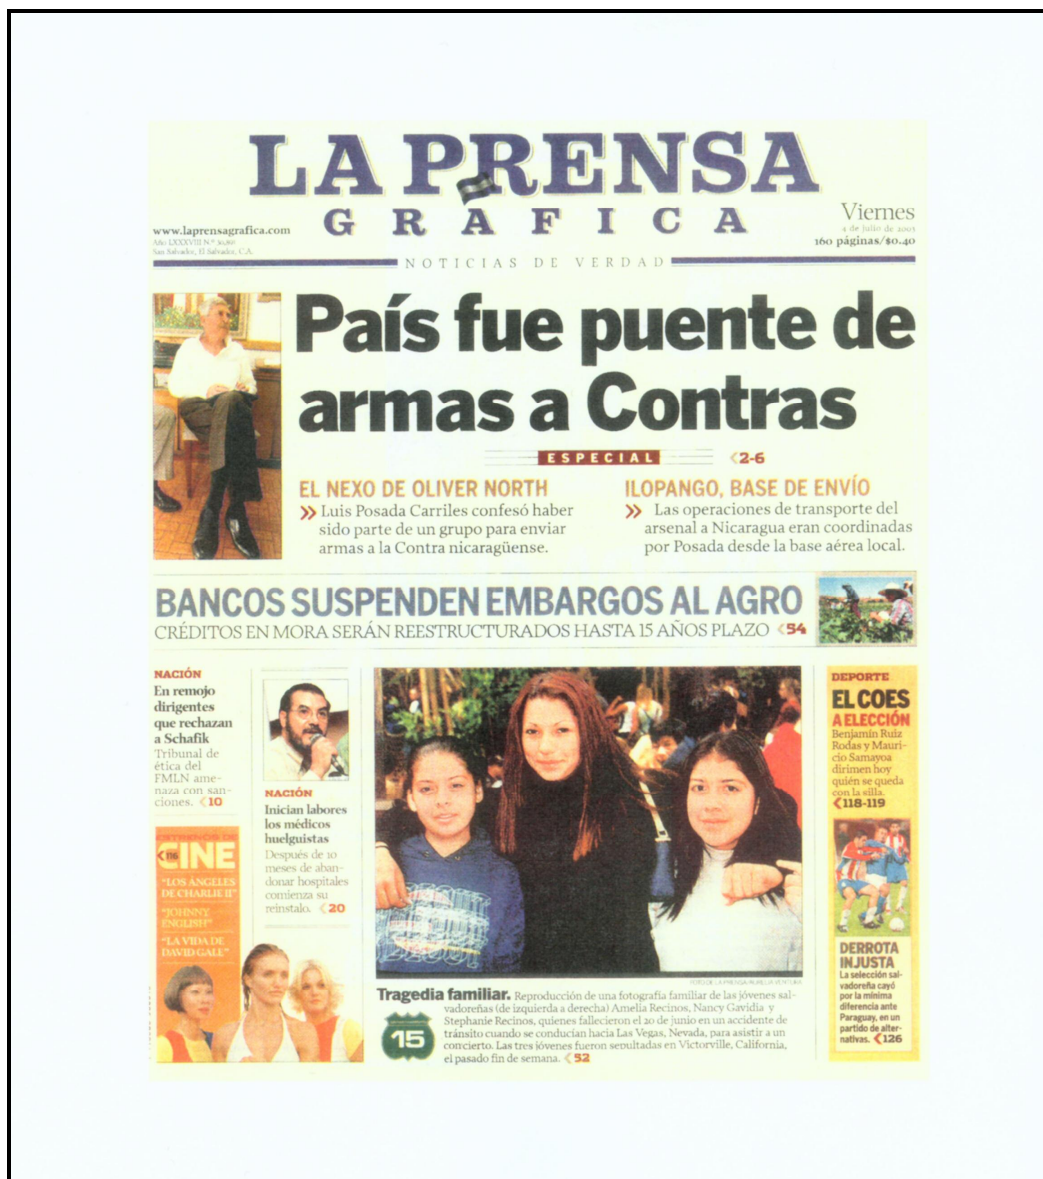 LA PRENSA
GRAFICA
www.laprensagrafica.com
Año LXXXVIII N.º
San Salvador, El Salvador, C.A.
Viernes
4 de julio de 2003
160 páginas/$0.40
NOTICIAS DE VERDAD
País fue puente de
armas a Contras
ESPECIAL
2-6
EL NEXO DE OLIVER NORTH
Luis Posada Carriles confesó haber
sido parte de un grupo para enviar
armas a la Contra nicaragüense.
ILOPANGO, BASE DE ENVÍO
Las operaciones de transporte del
arsenal a Nicaragua eran coordinadas
por Posada desde la base aérea local.
BANCOS SUSPENDEN EMBARGOS AL AGRO
CRÉDITOS EN MORA SERÁN REESTRUCTURADOS HASTA 15 AÑOS PLAZO 54
NACIÓN
En remojo
dirigentes
que rechazan
a Schafik
Tribunal de
ética del
FMLN ame-
naza con san-
ciones. 10
ESTRENOS DE
116
CINE
"LOS ÁNGELES
DE CHARLIE II"
"JOHNNY
ENGLISH"
"LA VIDA DE
DAVID GALE"
NACIÓN
Inician labores
los médicos
huelguistas
Después de 10
meses de aban-
donar hospitales
comienza su
reinstalo. 20
FOTO DE LA PRENSA/AURELIA VENTURA
Tragedia familiar. Reproducción de una fotografía familiar de las jóvenes sal-
vadoreñas (de izquierda a derecha) Amelia Recinos, Nancy Gavidia y
Stephanie Recinos, quienes fallecieron el 20 de junio en un accidente de
tránsito cuando se conducían hacia Las Vegas, Nevada, para asistir a un
concierto. Las tres jóvenes fueron sepultadas en Victorville, California,
el pasado fin de semana. 52
15
DEPORTE
EL COES
A ELECCIÓN
Benjamín Ruiz
Rodas y Mauri-
cio Samayoa
dirimen hoy
quién se queda
con la silla.
118-119
DERROTA
INJUSTA
La selección sal-
vadoreña cayó
por la mínima
diferencia ante
Paraguay, en un
partido de alter-
nativas. 126